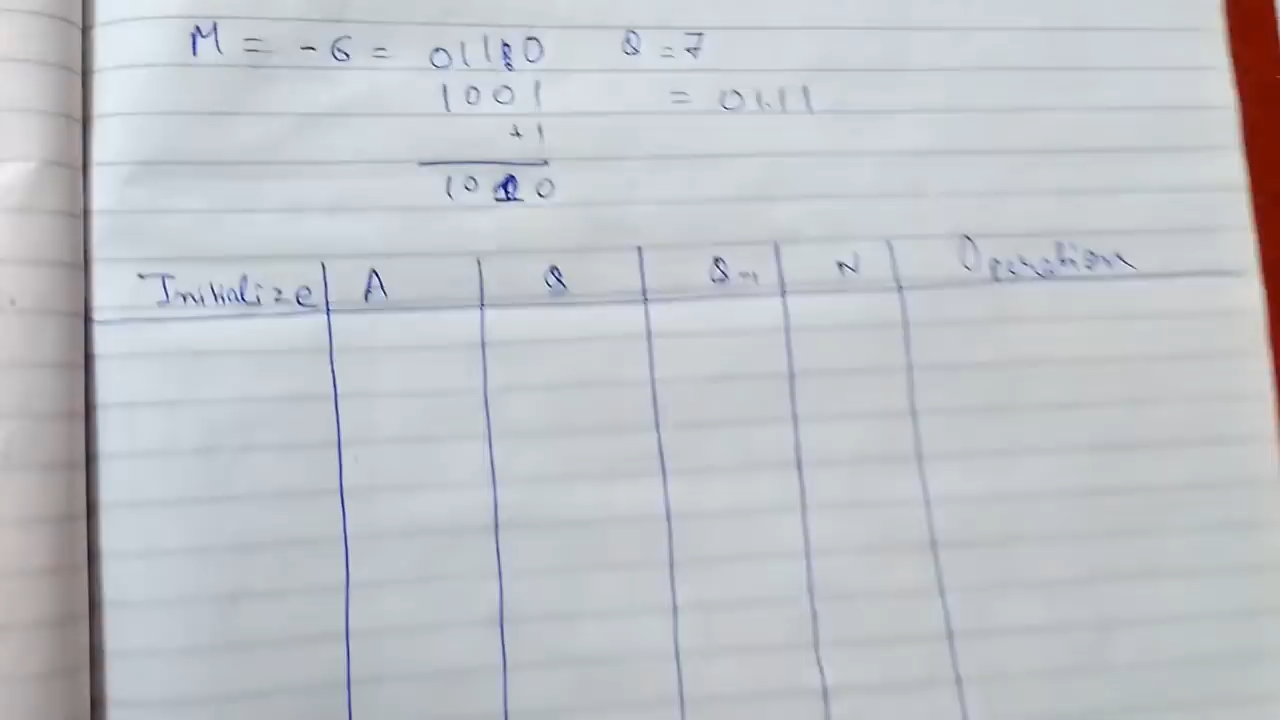 M = -6 = 0110 Q = 7
1001 = 0111
+1
1010
Initialize A Q Q-1 N Operation